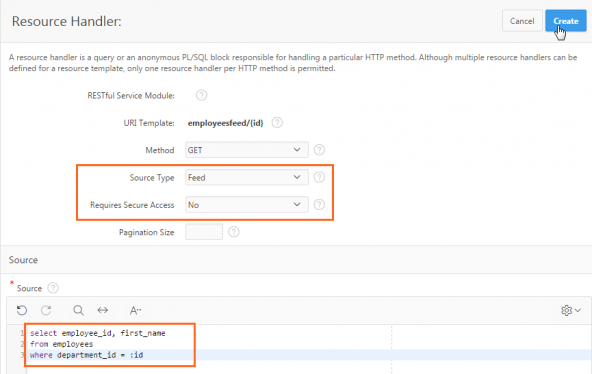 Resource Handler:
Cancel
Create
A resource handler is a query or an anonymous PL/SQL block responsible for handling a particular HTTP method. Although multiple resource handlers can be
defined for a resource template, only one resource handler per HTTP method is permitted.
RESTful Service Module: ?
URI Template: employeesfeed/{id} ?
Method GET ?
Source Type Feed ?
Requires Secure Access No ?
Pagination Size ?
Source
* Source ?
A··
1 select employee_id, first_name
2 from employees
3 where department_id = :id